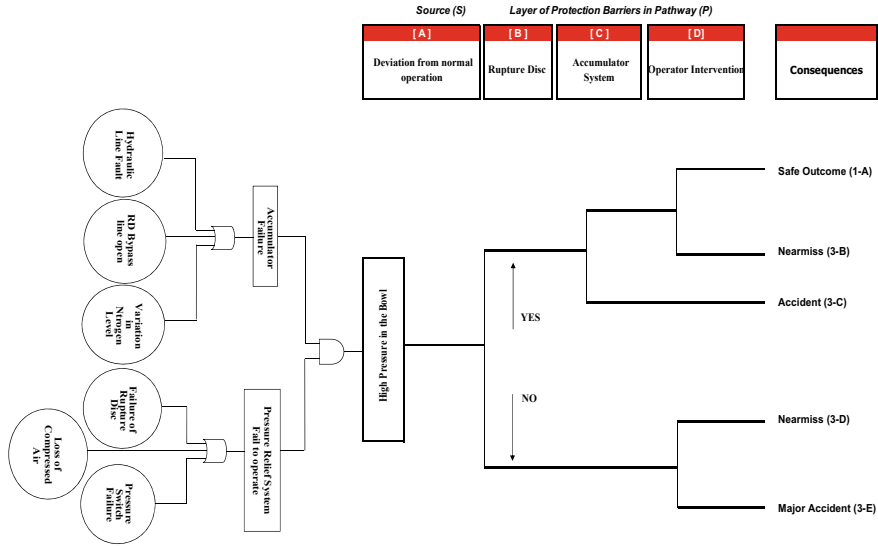 Source (S)
Layer of Protection Barriers in Pathway (P)
[ A ]
[ B ]
[ C ]
[ D]
Deviation from normal
operation
Rupture Disc
Accumulator
System
Operator Intervention
Consequences
Hydraulic
Line Fault
RD Bypass
line open
Variation
in
Ntrogen
Level
Accumulator
Failure
Failure of
Rupture
Disc
Loss of
Compressed
Air
Pressure
Switch
Failure
Pressure Relief System
Fail to operate
High Pressure in the Bowl
YES
NO
Safe Outcome (1-A)
Nearmiss (3-B)
Accident (3-C)
Nearmiss (3-D)
Major Accident (3-E)